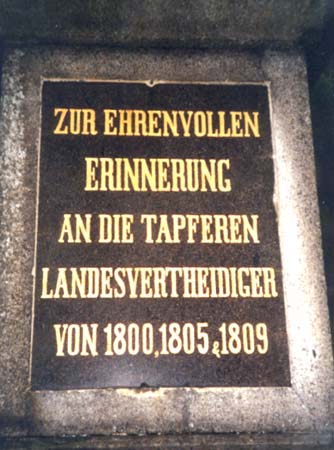 ZUR EHRENVOLLEN
ERINNERUNG
AN DIE TAPFEREN
LANDESVERTHEIDIGER
VON 1800, 1805 & 1809